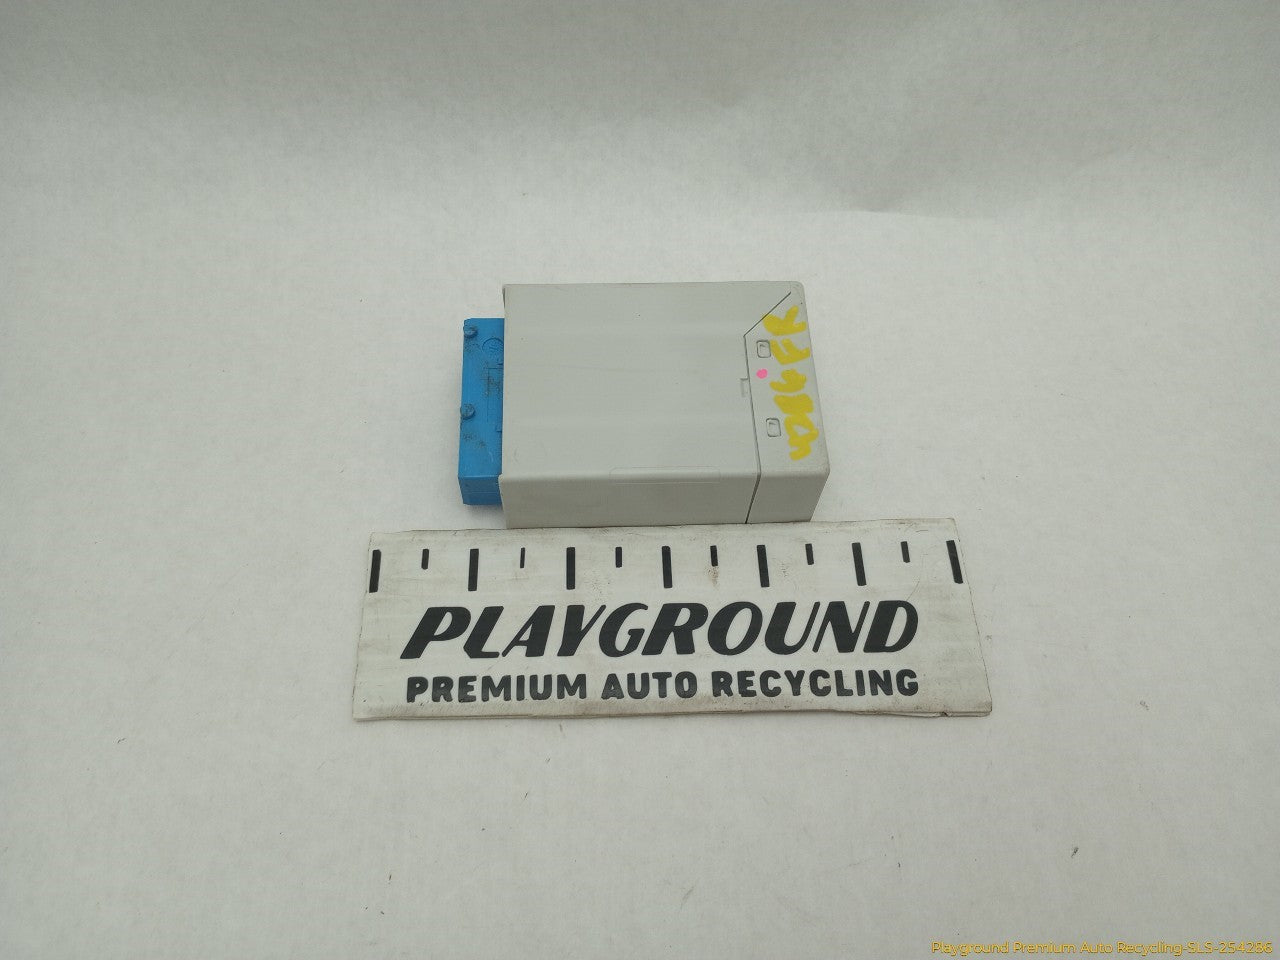 PLAYGROUND
PREMIUM AUTO RECYCLING
Playground Premium Auto Recycling-SLS-254286